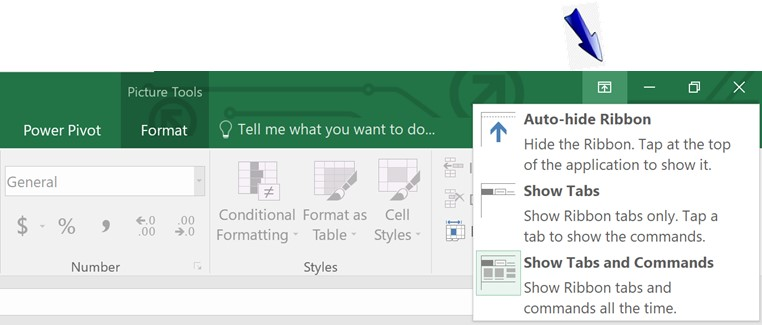 Picture Tools
Power Pivot
Format
Tell me what you want to do...
Auto-hide Ribbon
Hide the Ribbon. Tap at the top
of the application to show it.
Show Tabs
Show Ribbon tabs only. Tap a
tab to show the commands.
Show Tabs and Commands
Show Ribbon tabs and
commands all the time.
General
$ % ,
←.0 .00
.00 →.0
Number
Conditional
Formatting
Format as
Table
Cell
Styles
Styles